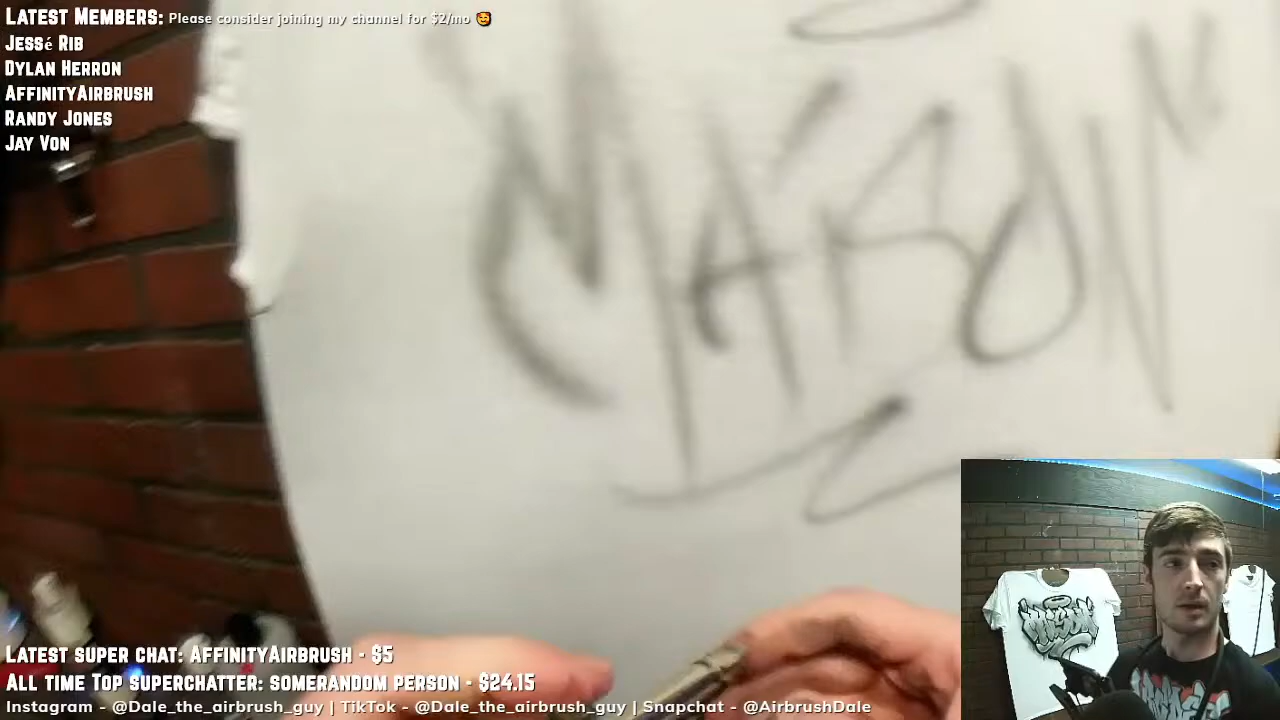 Latest Members: Please consider joining my channel for $2/mo 🥰
Jessé Rib
Dylan Herron
AffinityAirbrush
Randy Jones
Jay Von
MASON
Latest super chat: AffinityAirbrush - $5
All time Top superchatter: somerandom person - $24.15
Instagram - @Dale_the_airbrush_guy | TikTok - @Dale_the_airbrush_guy | Snapchat - @AirbrushDale